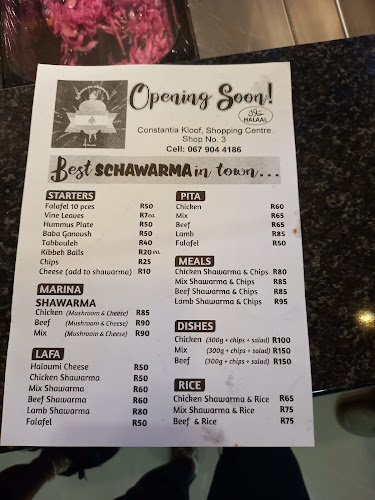 Opening Soon!
HALAAL
Constantia Kloof, Shopping Centre
Shop No. 3
Cell: 067 904 4186
Best SCHAWARMA in town...
STARTERS
Falafel 10 pces R50
Vine Leaves R7ea.
Hummus Plate R50
Baba Ganoush R50
Tabbouleh R40
Kibbeh Balls R20ea.
Chips R25
Cheese (add to shawarma) R10
MARINA
SHAWARMA
Chicken (Mushroom & Cheese) R85
Beef (Mushroom & Cheese) R90
Mix (Mushroom & Cheese) R90
LAFA
Haloumi Cheese R50
Chicken Shawarma R50
Mix Shawarma R60
Beef Shawarma R60
Lamb Shawarma R80
Falafel R50
PITA
Chicken R60
Mix R65
Beef R65
Lamb R85
Falafel R50
MEALS
Chicken Shawarma & Chips R80
Mix Shawarma & Chips R85
Beef Shawarma & Chips R85
Lamb Shawarma & Chips R95
DISHES
Chicken (300g + chips + salad) R100
Mix (300g + chips + salad) R150
Beef (300g + chips + salad) R150
RICE
Chicken Shawarma & Rice R65
Mix Shawarma & Rice R75
Beef & Rice R75